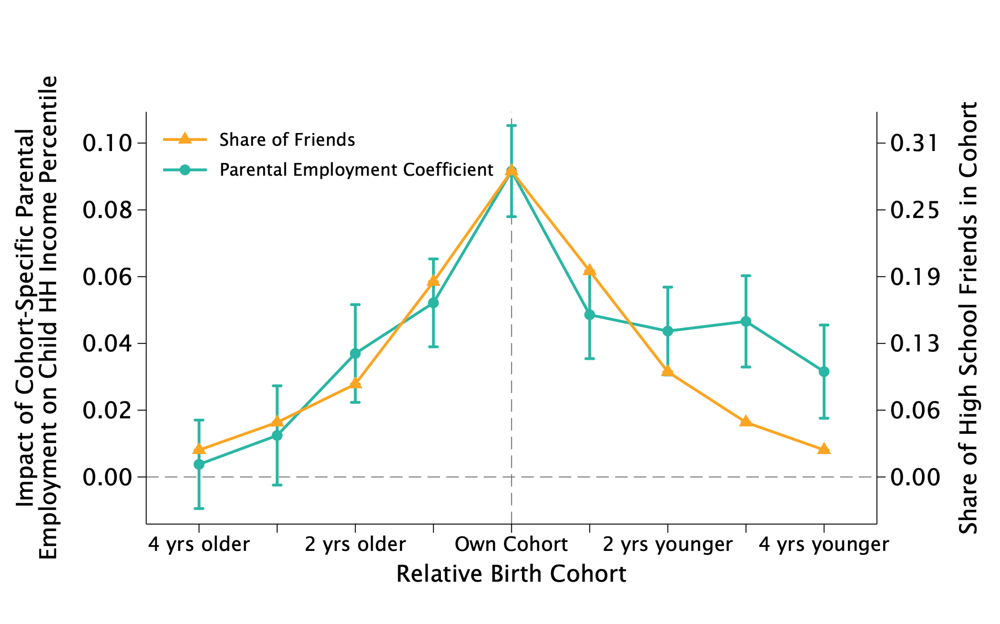 Impact of Cohort-Specific Parental
Employment on Child HH Income Percentile
0.10
0.08
0.06
0.04
0.02
0.00
Share of Friends
Parental Employment Coefficient
0.31
0.25
0.19
0.13
0.06
0.00
Share of High School Friends in Cohort
4 yrs older
2 yrs older
Own Cohort
2 yrs younger
4 yrs younger
Relative Birth Cohort